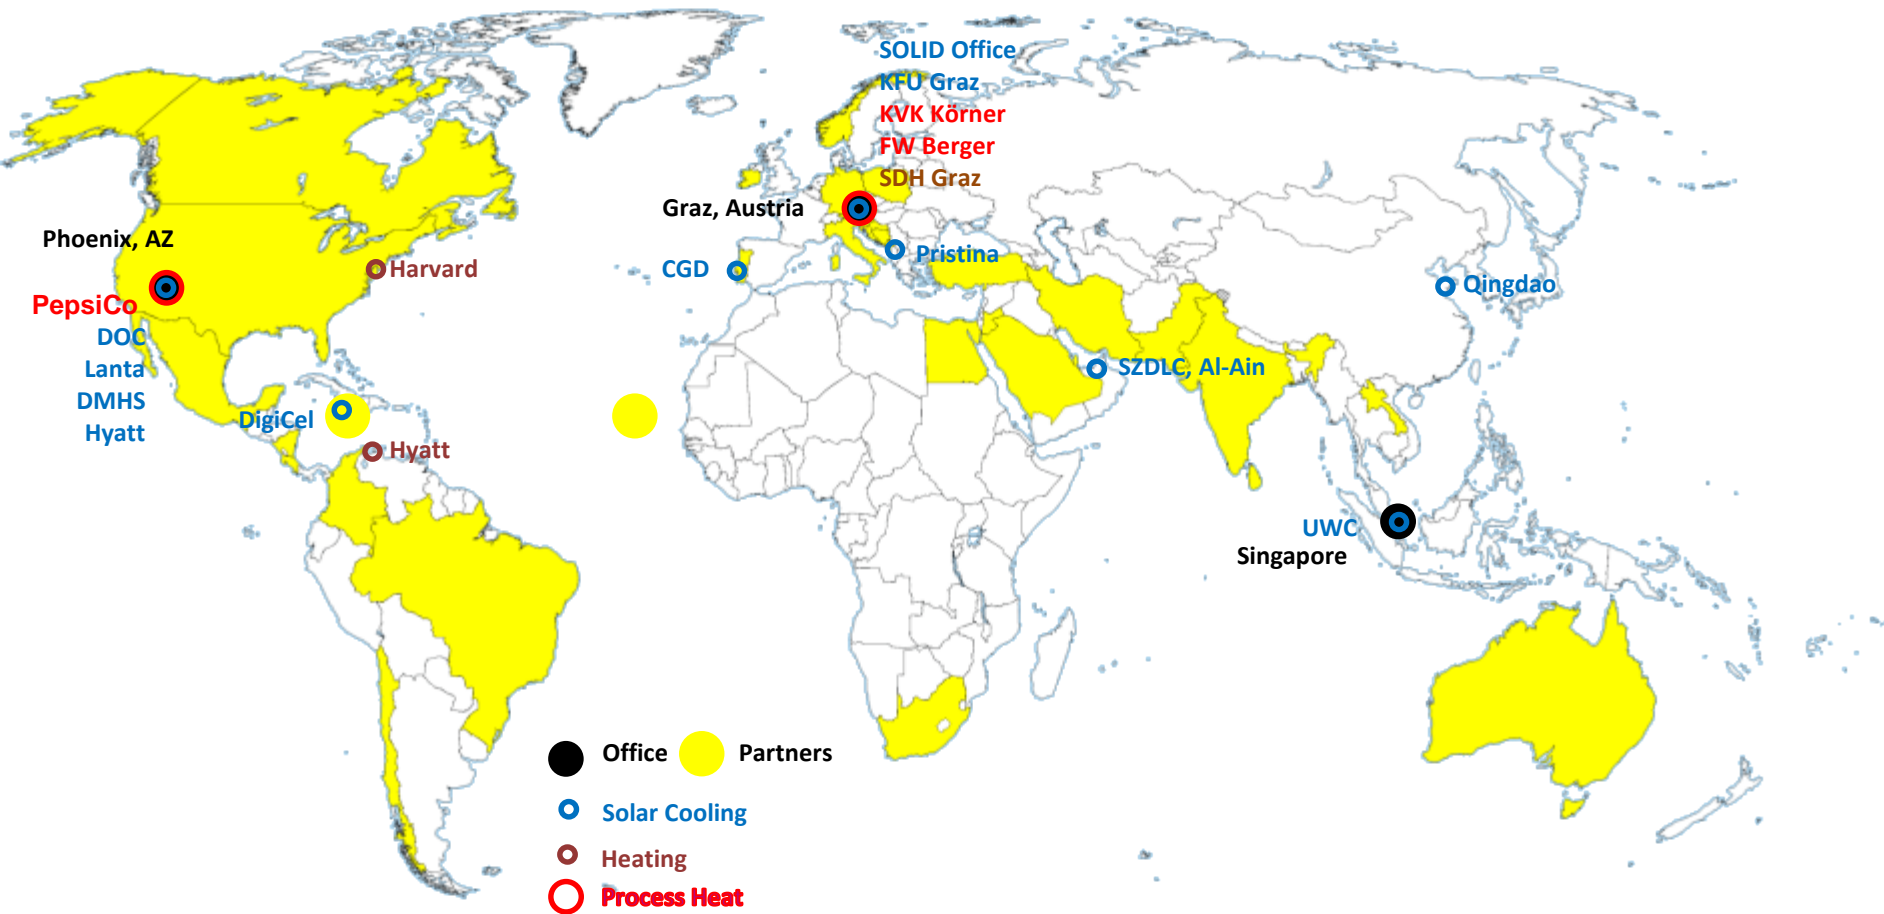 SOLID Office
KFU Graz
KVK Körner
FW Berger
SDH Graz
Graz, Austria
Phoenix, AZ
Harvard
CGD
Pristina
Qingdao
PepsiCo
DOC
Lanta
DMHS
Hyatt
SZDLC, Al-Ain
DigiCel
Hyatt
UWC
Singapore
Office
Partners
Solar Cooling
Heating
Process Heat